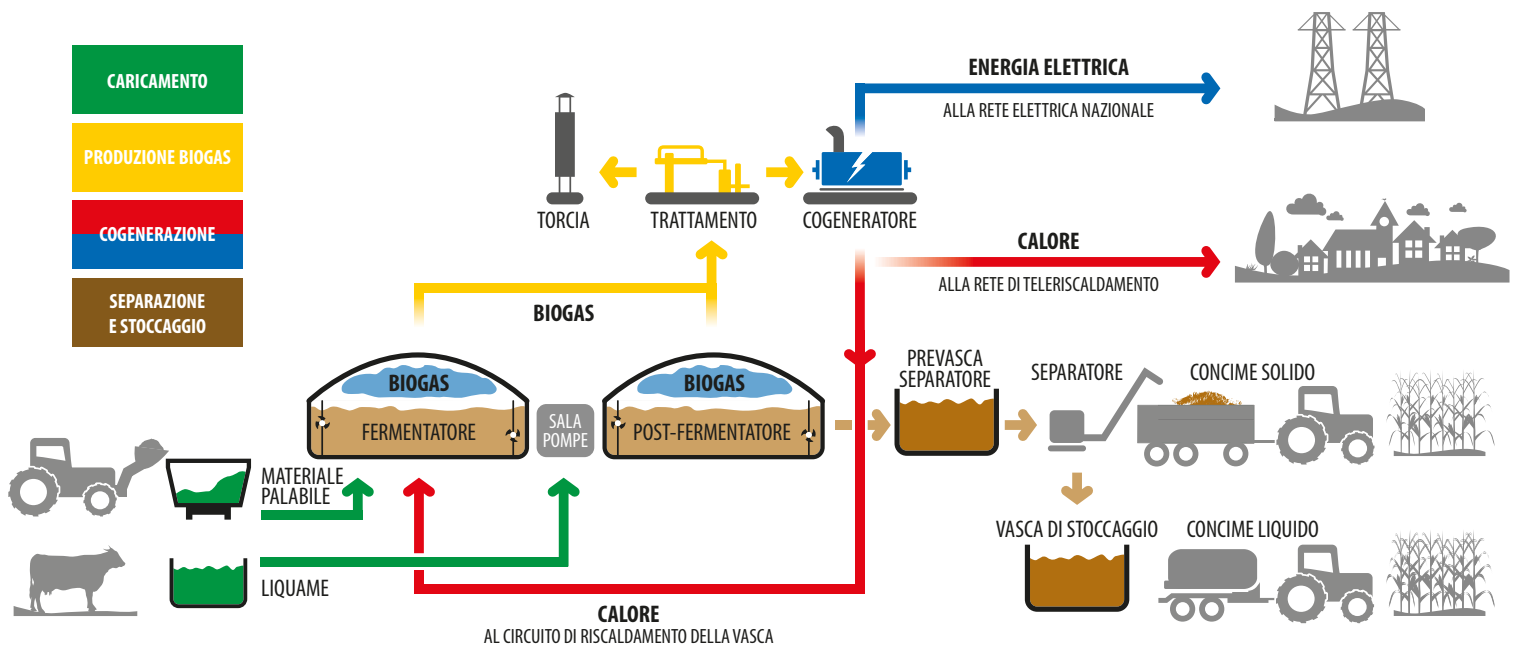 CARICAMENTO
PRODUZIONE BIOGAS
COGENERAZIONE
SEPARAZIONE
E STOCCAGGIO
ENERGIA ELETTRICA
ALLA RETE ELETTRICA NAZIONALE
TORCIA
TRATTAMENTO
COGENERATORE
CALORE
ALLA RETE DI TELERISCALDAMENTO
BIOGAS
BIOGAS
FERMENTATORE
SALA
POMPE
BIOGAS
POST-FERMENTATORE
PREVASCA
SEPARATORE
SEPARATORE
CONCIME SOLIDO
MATERIALE
PALABILE
LIQUAME
VASCA DI STOCCAGGIO
CONCIME LIQUIDO
CALORE
AL CIRCUITO DI RISCALDAMENTO DELLA VASCA